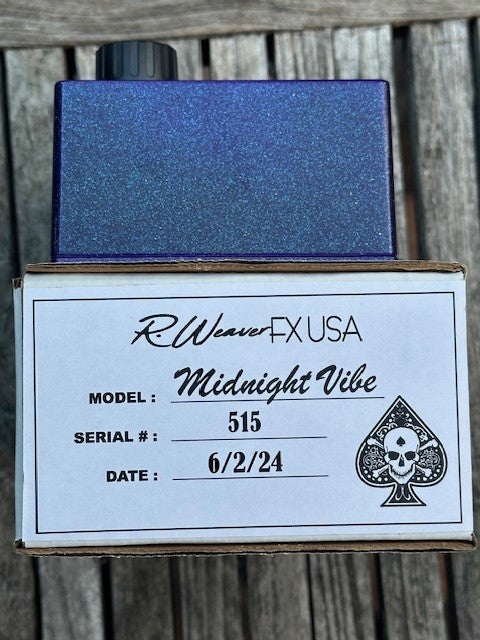 R. Weaver FX USA
MODEL : Midnight Vibe
SERIAL # : 515
DATE : 6/2/24